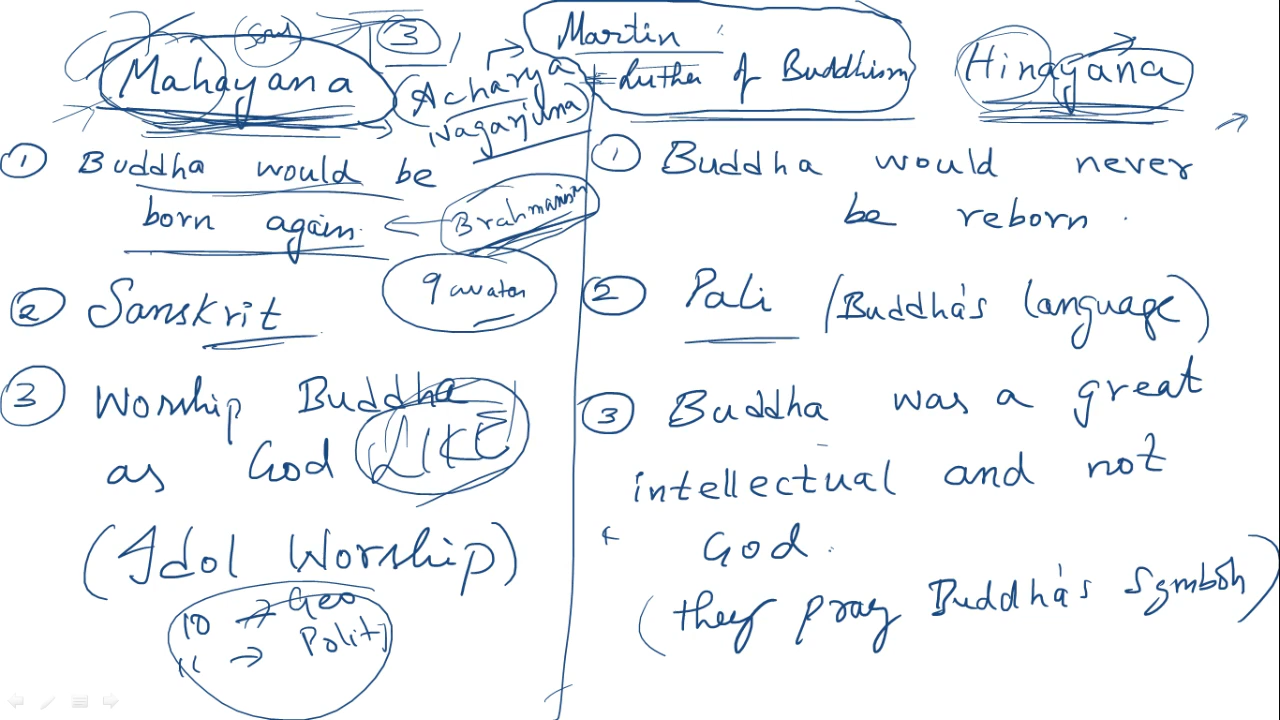 Mahayana
Soul
3
Acharya
Nagarjuna
Martin
Luther of Buddhism
Hinayana
① Buddha would be
born again
Brahmanism
9 avatar
② Sanskrit
③ Worship Buddha
as God LIKE
(Idol Worship)
10 → Geo
11 → Polity
① Buddha would never
be reborn.
② Pali (Buddha's language)
③ Buddha was a great
intellectual and not
God.
(they pray Buddha's Symbols)